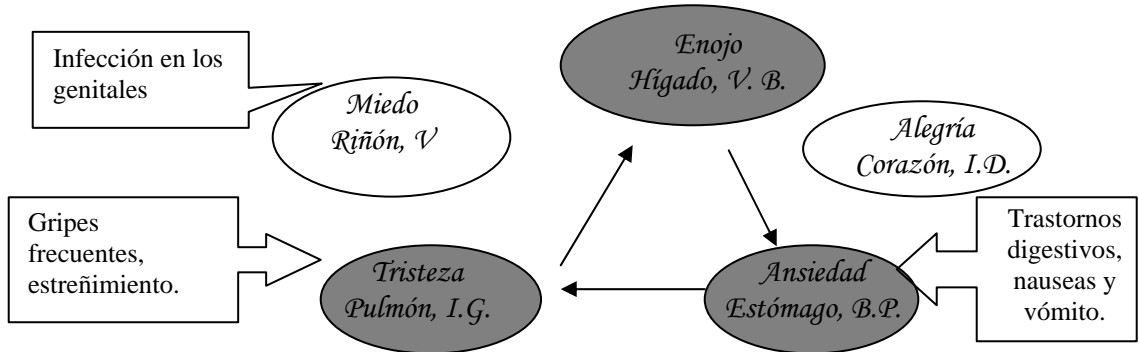 Infección en los
genitales
Enojo
Hígado, V. B.
Miedo
Riñón, V
Alegría
Corazón, I.D.
Gripes
frecuentes,
estreñimiento.
Tristeza
Pulmón, I.G.
Ansiedad
Estómago, B.P.
Trastornos
digestivos,
nauseas y
vómito.